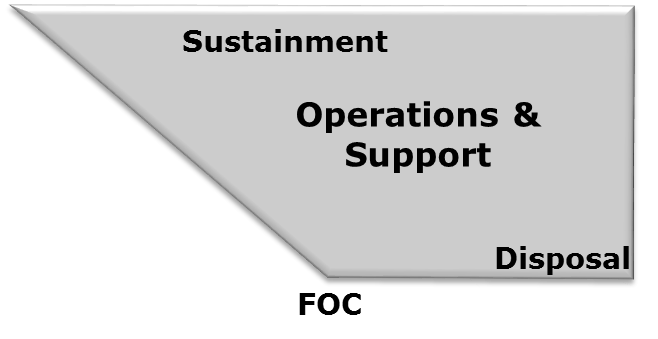 Sustainment
Operations &
Support
Disposal
FOC